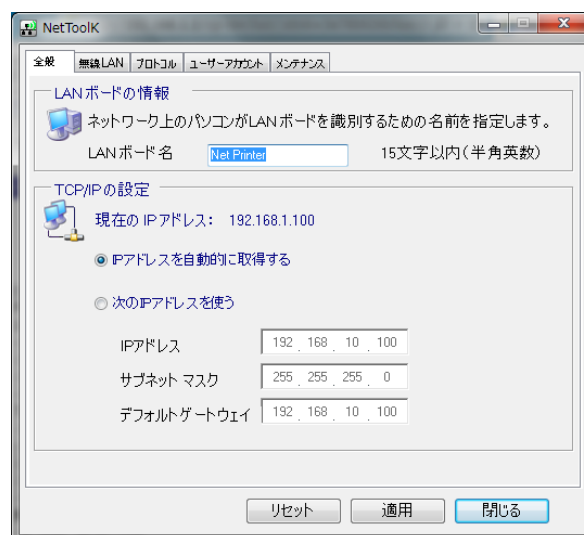 NetToolK
全般 無線LAN プロトコル ユーザーアカウント メンテナンス
LANボードの情報
ネットワーク上のパソコンがLANボードを識別するための名前を指定します。
LANボード名 Net Printer 15文字以内(半角英数)
TCP/IPの設定
現在のIPアドレス: 192.168.1.100
IPアドレスを自動的に取得する
次のIPアドレスを使う
IPアドレス 192 . 168 . 10 . 100
サブネット マスク 255 . 255 . 255 . 0
デフォルトゲートウェイ 192 . 168 . 10 . 100
リセット 適用 閉じる